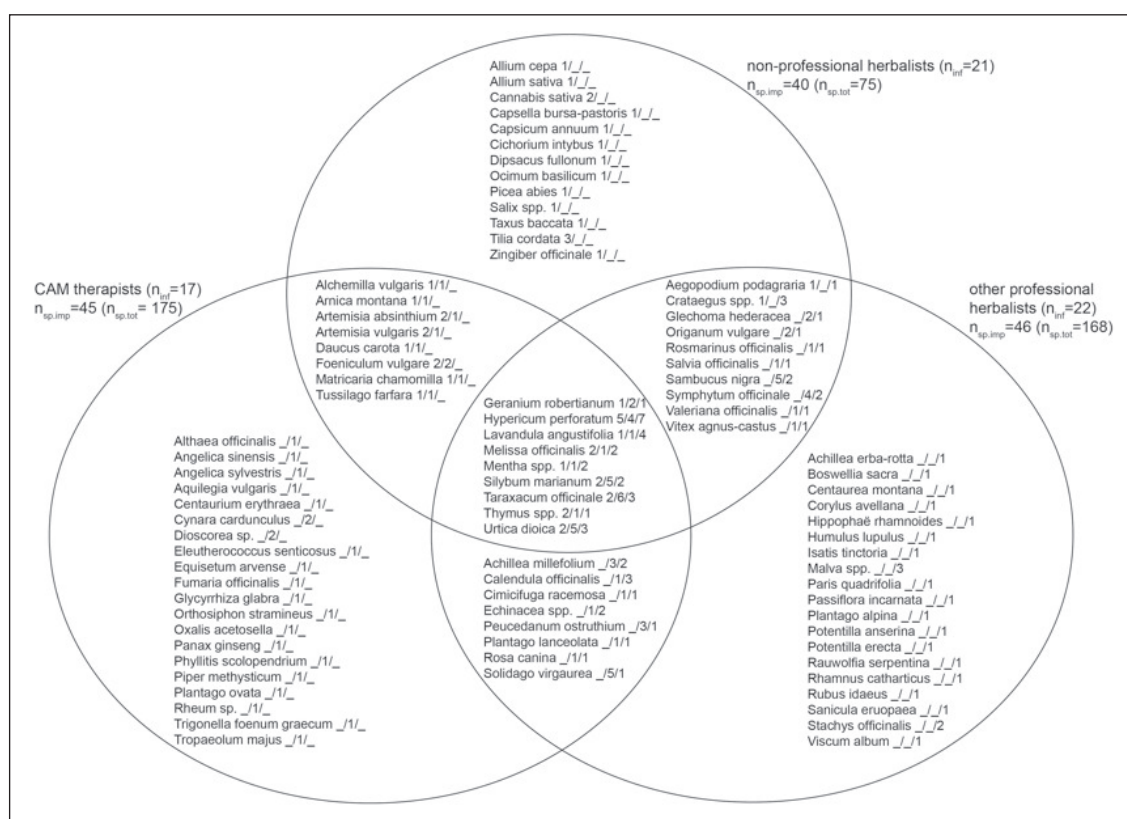 Allium cepa 1/_/_
Allium sativa 1/_/_
Cannabis sativa 2/_/_
Capsella bursa-pastoris 1/_/_
Capsicum annuum 1/_/_
Cichorium intybus 1/_/_
Dipsacus fullonum 1/_/_
Ocimum basilicum 1/_/_
Picea abies 1/_/_
Salix spp. 1/_/_
Taxus baccata 1/_/_
Tilia cordata 3/_/_
Zingiber officinale 1/_/_
non-professional herbalists (n_inf=21)
n_sp.imp=40 (n_sp.tot=75)
CAM therapists (n_inf=17)
n_sp.imp=45 (n_sp.tot= 175)
Alchemilla vulgaris 1/1/_
Arnica montana 1/1/_
Artemisia absinthium 2/1/_
Artemisia vulgaris 2/1/_
Daucus carota 1/1/_
Foeniculum vulgare 2/2/_
Matricaria chamomilla 1/1/_
Tussilago farfara 1/1/_
Aegopodium podagraria 1/_/1
Crataegus spp. 1/_/3
Glechoma hederacea _/2/1
Origanum vulgare _/2/1
Rosmarinus officinalis _/1/1
Salvia officinalis _/1/1
Sambucus nigra _/5/2
Symphytum officinale _/4/2
Valeriana officinalis _/1/1
Vitex agnus-castus _/1/1
other professional
herbalists (n_inf=22)
n_sp.imp=46 (n_sp.tot=168)
Geranium robertianum 1/2/1
Hypericum perforatum 5/4/7
Lavandula angustifolia 1/1/4
Melissa officinalis 2/1/2
Mentha spp. 1/1/2
Silybum marianum 2/5/2
Taraxacum officinale 2/6/3
Thymus spp. 2/1/1
Urtica dioica 2/5/3
Althaea officinalis _/1/_
Angelica sinensis _/1/_
Angelica sylvestris _/1/_
Aquilegia vulgaris _/1/_
Centaurium erythraea _/1/_
Cynara cardunculus _/2/_
Dioscorea sp. _/2/_
Eleutherococcus senticosus _/1/_
Equisetum arvense _/1/_
Fumaria officinalis _/1/_
Glycyrrhiza glabra _/1/_
Orthosiphon stramineus _/1/_
Oxalis acetosella _/1/_
Panax ginseng _/1/_
Phyllitis scolopendrium _/1/_
Piper methysticum _/1/_
Plantago ovata _/1/_
Rheum sp. _/1/_
Trigonella foenum graecum _/1/_
Tropaeolum majus _/1/_
Achillea millefolium _/3/2
Calendula officinalis _/1/3
Cimicifuga racemosa _/1/1
Echinacea spp. _/1/2
Peucedanum ostruthium _/3/1
Plantago lanceolata _/1/1
Rosa canina _/1/1
Solidago virgaurea _/5/1
Achillea erba-rotta _/_/1
Boswellia sacra _/_/1
Centaurea montana _/_/1
Corylus avellana _/_/1
Hippophaë rhamnoides _/_/1
Humulus lupulus _/_/1
Isatis tinctoria _/_/1
Malva spp. _/_/3
Paris quadrifolia _/_/1
Passiflora incarnata _/_/1
Plantago alpina _/_/1
Potentilla anserina _/_/1
Potentilla erecta _/_/1
Rauwolfia serpentina _/_/1
Rhamnus catharticus _/_/1
Rubus idaeus _/_/1
Sanicula eruopaea _/_/1
Stachys officinalis _/_/2
Viscum album _/_/1